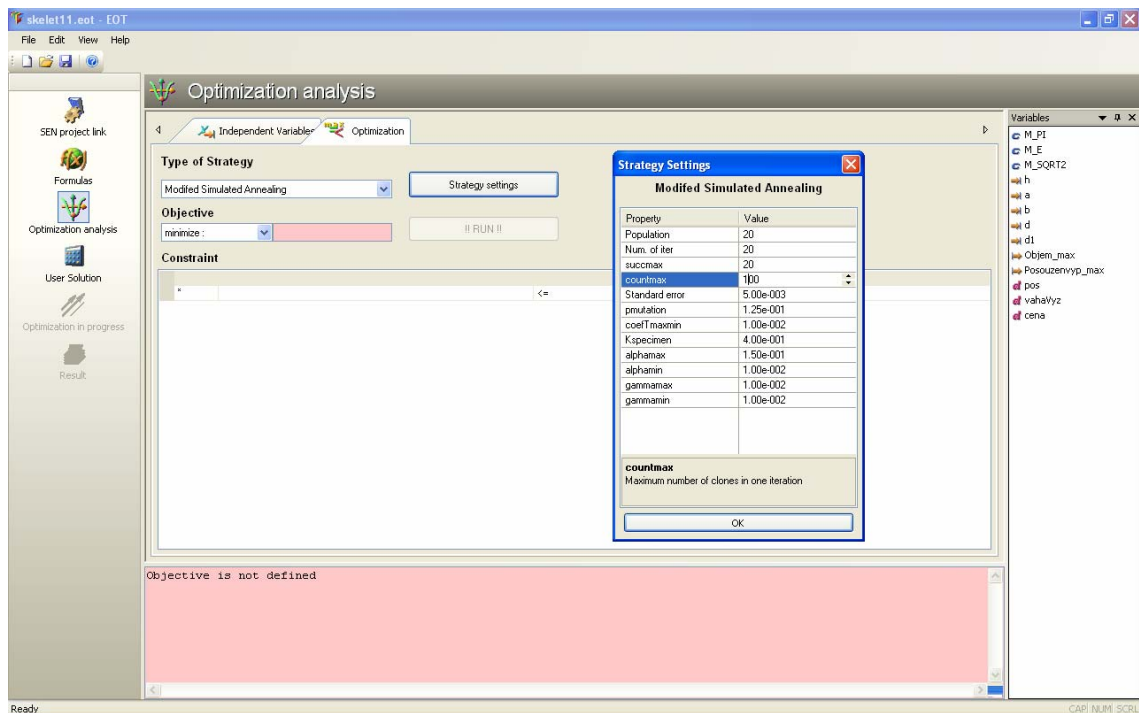 skelet11.eot - EOT
File Edit View Help
Optimization analysis
SEN project link
Formulas
Optimization analysis
User Solution
Optimization in progress
Result
Independent Variables
Optimization
Type of Strategy
Modifed Simulated Annealing
Strategy settings
Objective
minimize :
!! RUN !!
Constraint
* <=
Strategy Settings
Modifed Simulated Annealing
Property Value
Population 20
Num. of iter 20
succmax 20
countmax 100
Standard error 5.00e-003
pmutation 1.25e-001
coefTmaxmin 1.00e-002
Kspecimen 4.00e-001
alphamax 1.50e-001
alphamin 1.00e-002
gammamax 1.00e-002
gammamin 1.00e-002
countmax
Maximum number of clones in one iteration
OK
Variables
M_PI
M_E
M_SQRT2
h
a
b
d
d1
Objem_max
Posouzenvyp_max
pos
vahaVyz
cena
Objective is not defined
Ready
CAP NUM SCRL